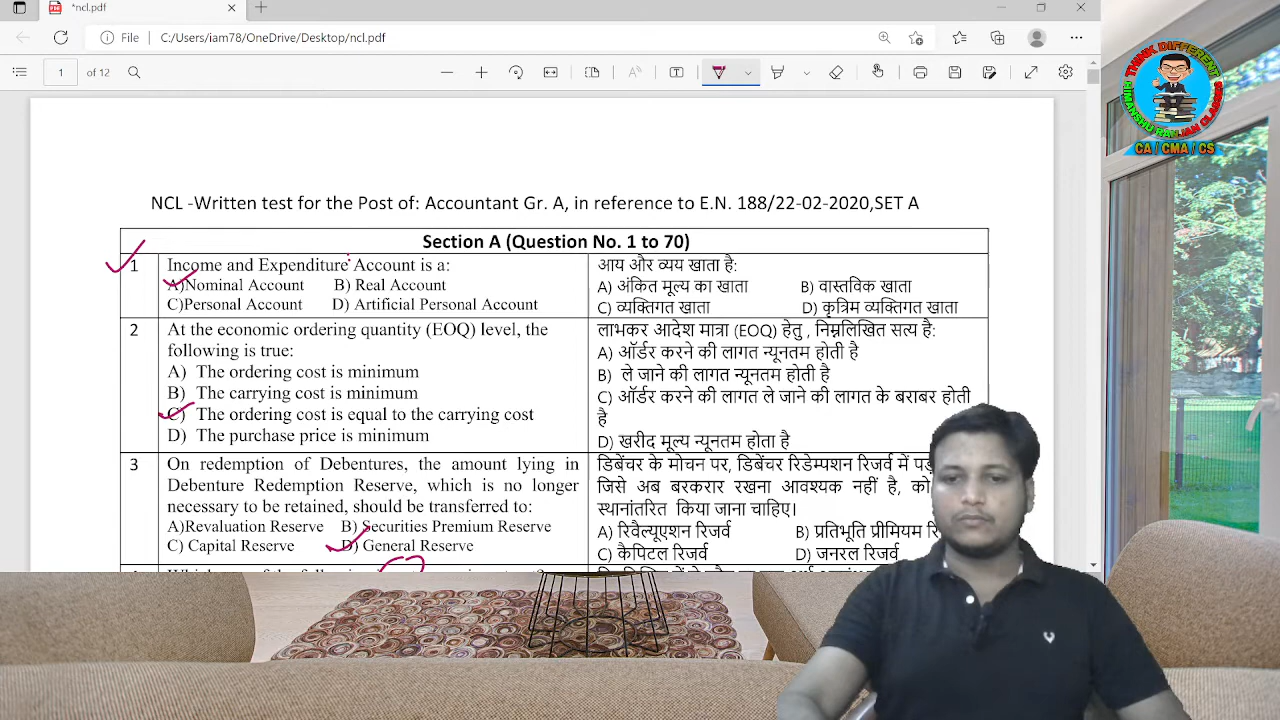 *ncl.pdf
File C:/Users/iam78/OneDrive/Desktop/ncl.pdf
1 of 12
THINK DIFFERENT
HIMANSHU RANJAN CLASSES
CA / CMA / CS
NCL -Written test for the Post of: Accountant Gr. A, in reference to E.N. 188/22-02-2020,SET A
Section A (Question No. 1 to 70)
1 Income and Expenditure Account is a:
A)Nominal Account B) Real Account
C)Personal Account D) Artificial Personal Account
आय और व्यय खाता है:
A) अंकित मूल्य का खाता B) वास्तविक खाता
C) व्यक्तिगत खाता D) कृत्रिम व्यक्तिगत खाता
2 At the economic ordering quantity (EOQ) level, the
following is true:
A) The ordering cost is minimum
B) The carrying cost is minimum
C) The ordering cost is equal to the carrying cost
D) The purchase price is minimum
लाभकर आदेश मात्रा (EOQ) हेतु , निम्नलिखित सत्य है:
A) ऑर्डर करने की लागत न्यूनतम होती है
B) ले जाने की लागत न्यूनतम होती है
C) ऑर्डर करने की लागत ले जाने की लागत के बराबर होती
है
D) खरीद मूल्य न्यूनतम होता है
3 On redemption of Debentures, the amount lying in
Debenture Redemption Reserve, which is no longer
necessary to be retained, should be transferred to:
A)Revaluation Reserve B) Securities Premium Reserve
C) Capital Reserve D) General Reserve
डिबेंचर के मोचन पर, डिबेंचर रिडेम्पशन रिजर्व में
जिसे अब बरकरार रखना आवश्यक नहीं है,
स्थानांतरित किया जाना चाहिए।
A) रिवैल्यूएशन रिजर्व B) प्रतिभूति प्रीमियम
C) कैपिटल रिजर्व D) जनरल रिजर्व